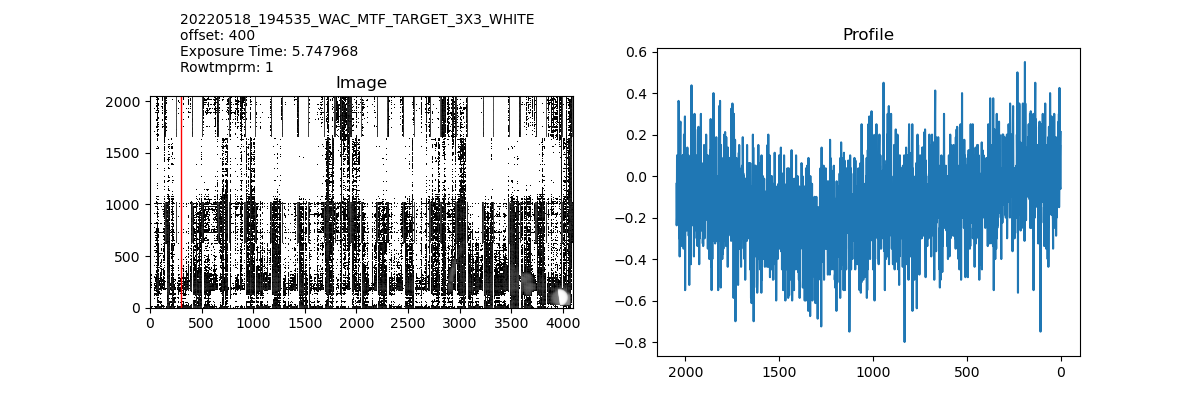 20220518_194535_WAC_MTF_TARGET_3X3_WHITE
offset: 400
Exposure Time: 5.747968
Rowtmprm: 1
Image
2000
1500
1000
500
0
0 500 1000 1500 2000 2500 3000 3500 4000
Profile
0.6
0.4
0.2
0.0
−0.2
−0.4
−0.6
−0.8
2000 1500 1000 500 0